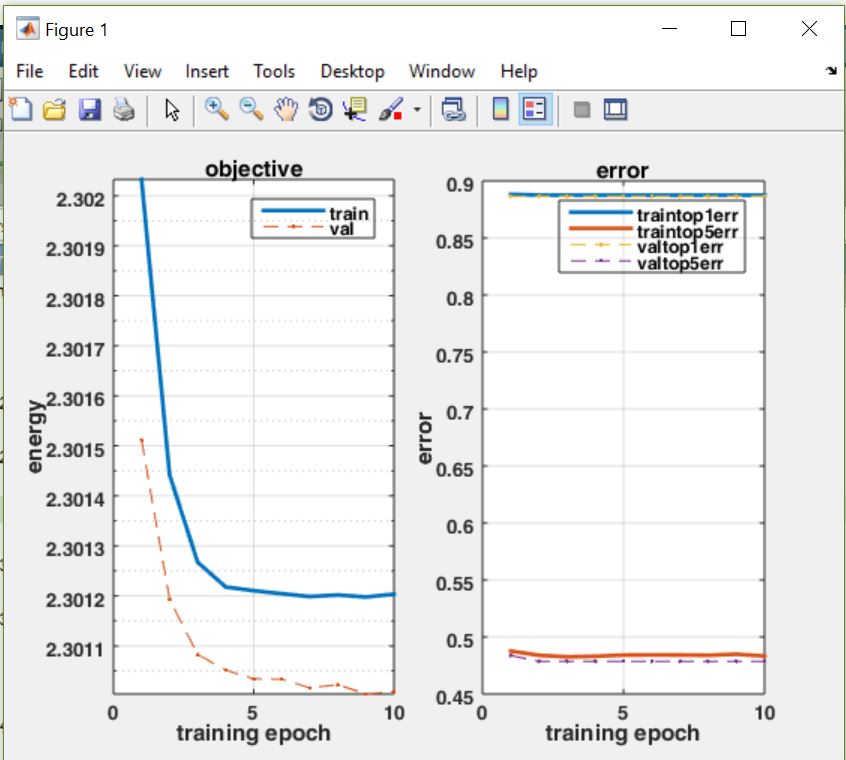 Figure 1
File Edit View Insert Tools Desktop Window Help
objective
2.302
2.3019
2.3018
2.3017
2.3016
2.3015
2.3014
2.3013
2.3012
2.3011
energy
train
val
0 5 10
training epoch
error
0.9
0.85
0.8
0.75
0.7
0.65
0.6
0.55
0.5
0.45
error
traintop1err
traintop5err
valtop1err
valtop5err
0 5 10
training epoch